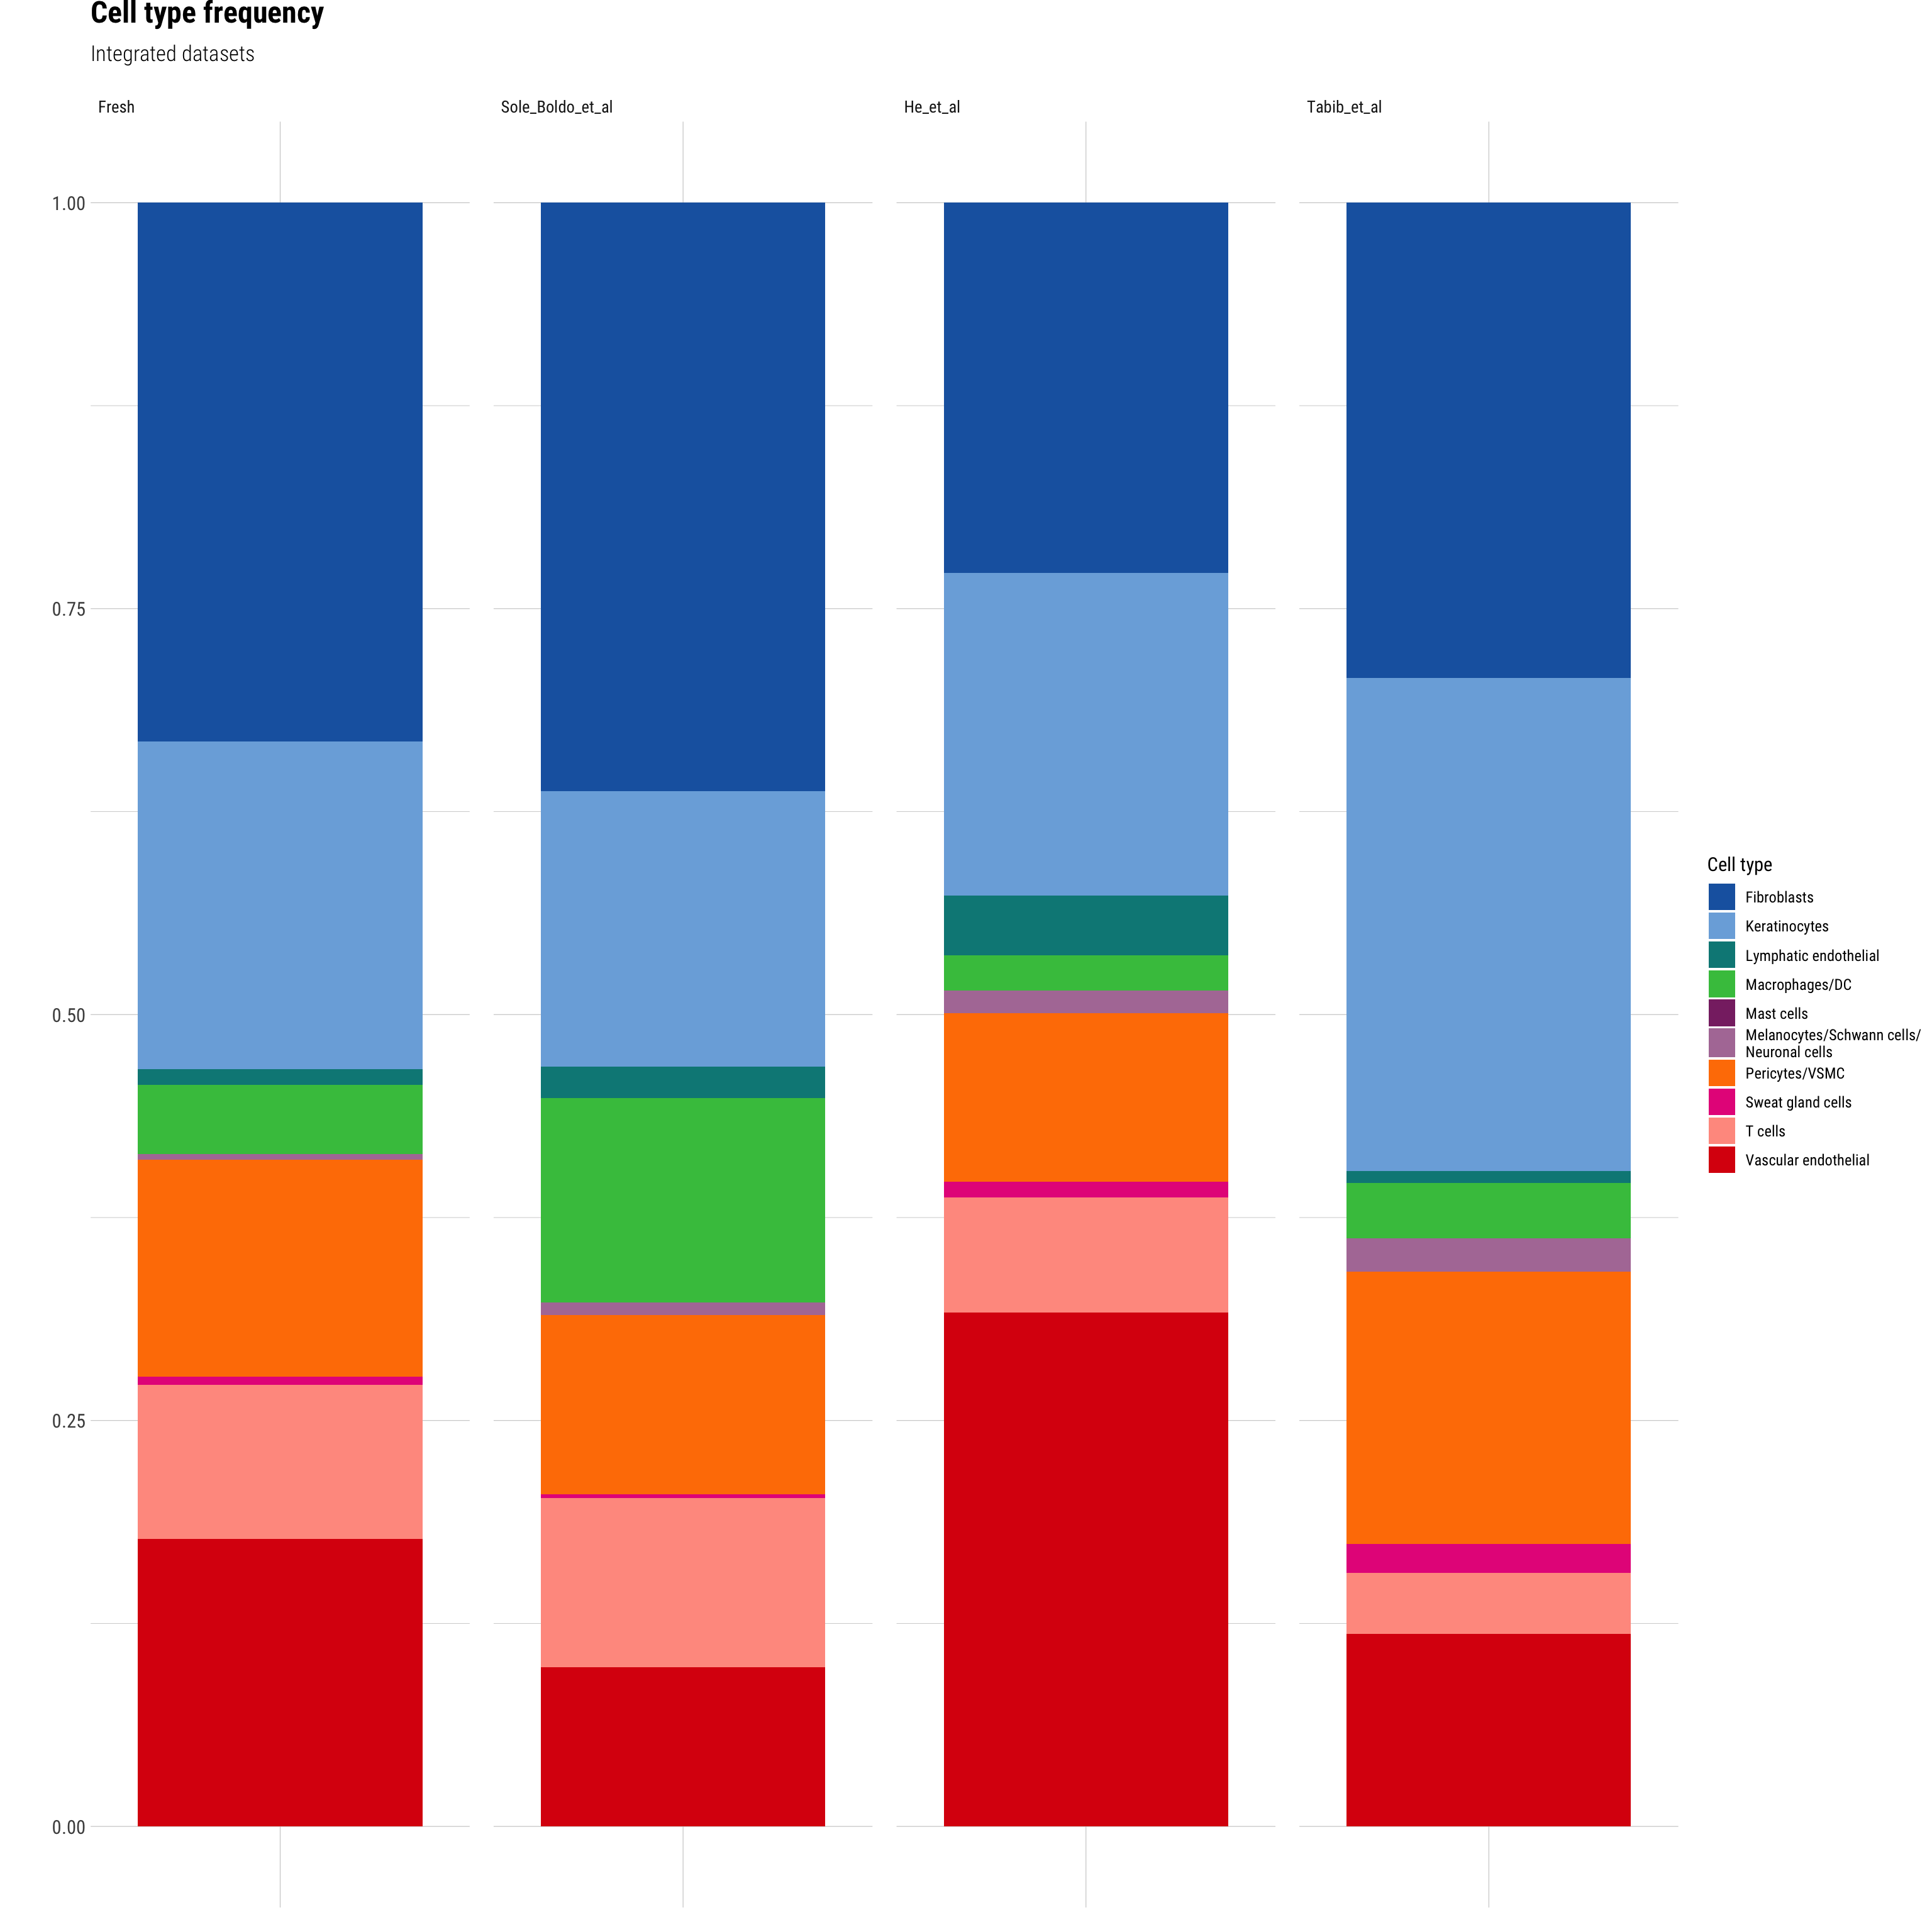 Cell type frequency
Integrated datasets
Fresh
Sole_Boldo_et_al
He_et_al
Tabib_et_al
1.00
0.75
0.50
0.25
0.00
Cell type
Fibroblasts
Keratinocytes
Lymphatic endothelial
Macrophages/DC
Mast cells
Melanocytes/Schwann cells/
Neuronal cells
Pericytes/VSMC
Sweat gland cells
T cells
Vascular endothelial